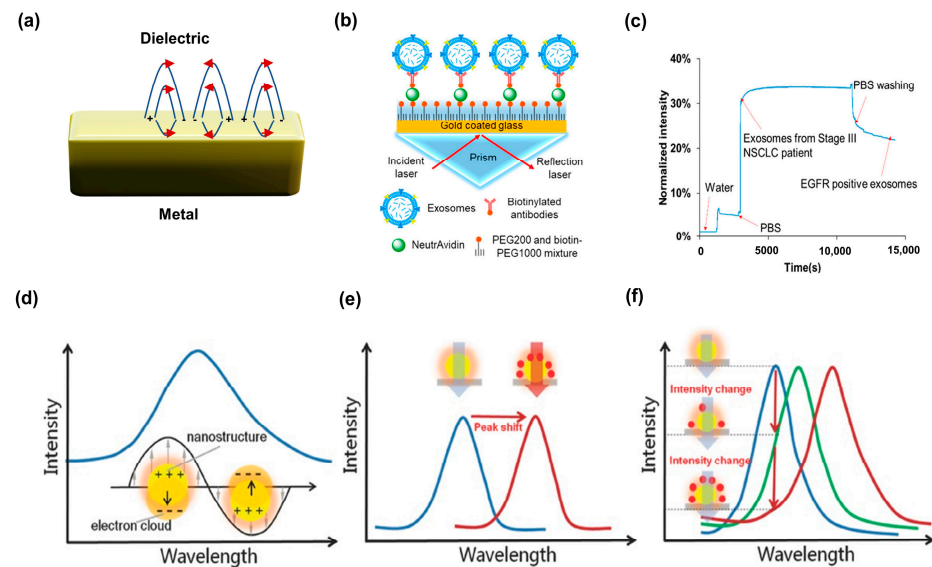 (a)
Dielectric
+ - - + + -
Metal
(b)
Gold coated glass
Incident
laser
Prism
Reflection
laser
Exosomes
Biotinylated
antibodies
NeutrAvidin
PEG200 and biotin-
PEG1000 mixture
(c)
Normalized intensity
40%
30%
20%
10%
0%
Water
PBS
Exosomes from Stage III
NSCLC patient
PBS washing
EGFR positive exosomes
0
5000
10,000
15,000
Time(s)
(d)
Intensity
nanostructure
+++
---
---
+++
electron cloud
Wavelength
(e)
Intensity
Peak shift
Wavelength
(f)
Intensity
Intensity change
Intensity change
Wavelength